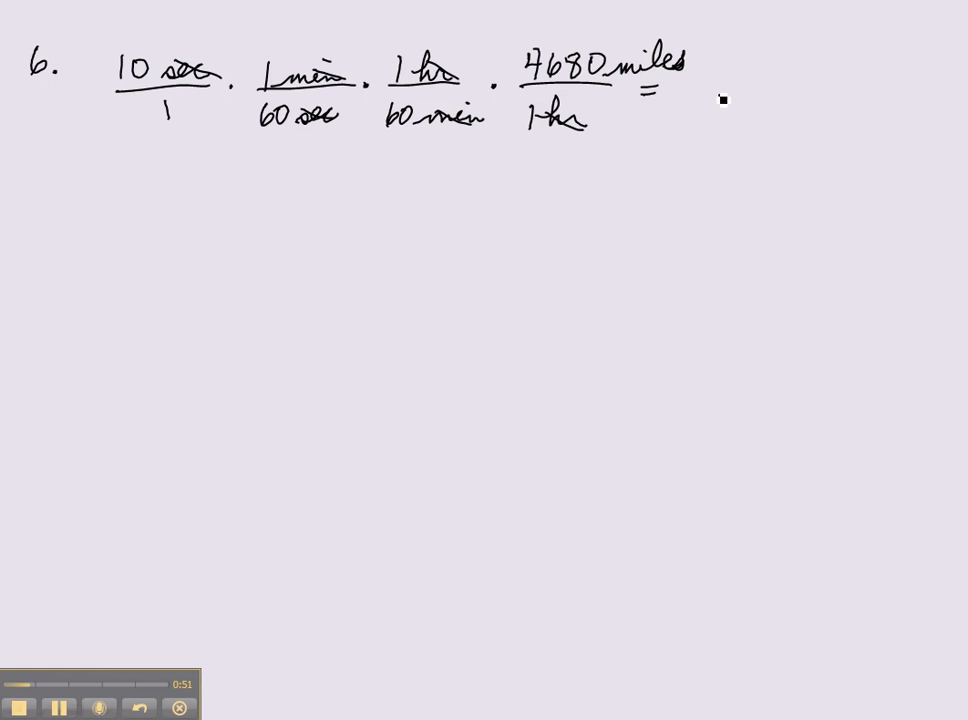 6. 10 sec / 1 · 1 min / 60 sec · 1 hr / 60 min · 4680 miles / 1 hr =
0:51